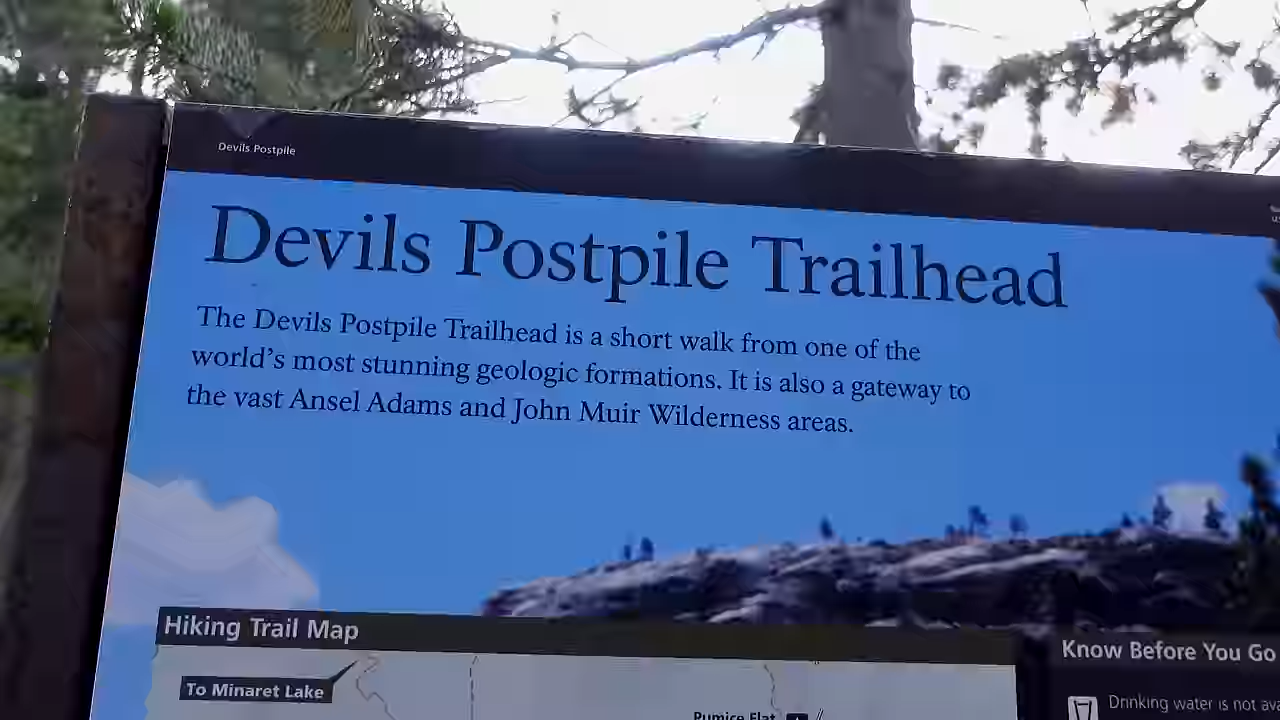 Devils Postpile
Devils Postpile Trailhead
The Devils Postpile Trailhead is a short walk from one of the
world's most stunning geologic formations. It is also a gateway to
the vast Ansel Adams and John Muir Wilderness areas.
Hiking Trail Map
Know Before You Go
To Minaret Lake
Pumice Flat
Drinking water is not